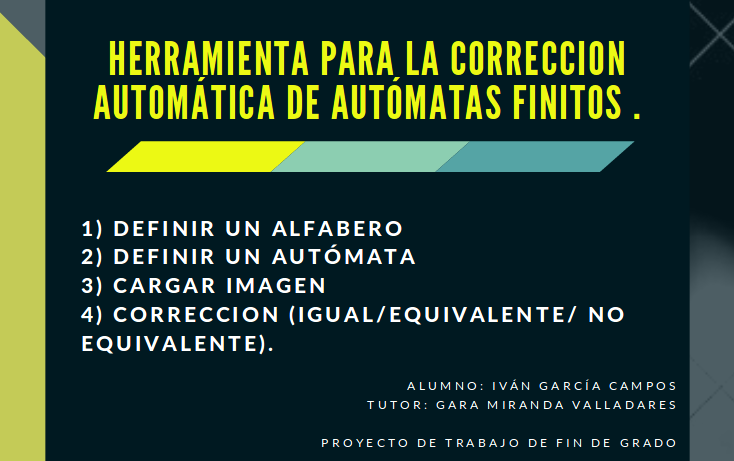 HERRAMIENTA PARA LA CORRECCION
AUTOMÁTICA DE AUTÓMATAS FINITOS .
1) DEFINIR UN ALFABERO
2) DEFINIR UN AUTÓMATA
3) CARGAR IMAGEN
4) CORRECCION (IGUAL/EQUIVALENTE/ NO
EQUIVALENTE).
ALUMNO: IVÁN GARCÍA CAMPOS
TUTOR: GARA MIRANDA VALLADARES
PROYECTO DE TRABAJO DE FIN DE GRADO